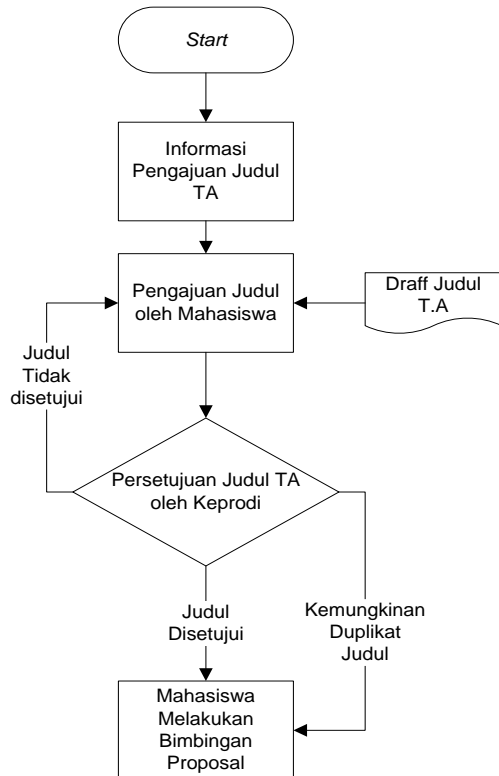 Start
Informasi
Pengajuan Judul
TA
Pengajuan Judul
oleh Mahasiswa
Draff Judul
T.A
Judul
Tidak
disetujui
Persetujuan Judul TA
oleh Keprodi
Judul
Disetujui
Kemungkinan
Duplikat
Judul
Mahasiswa
Melakukan
Bimbingan
Proposal